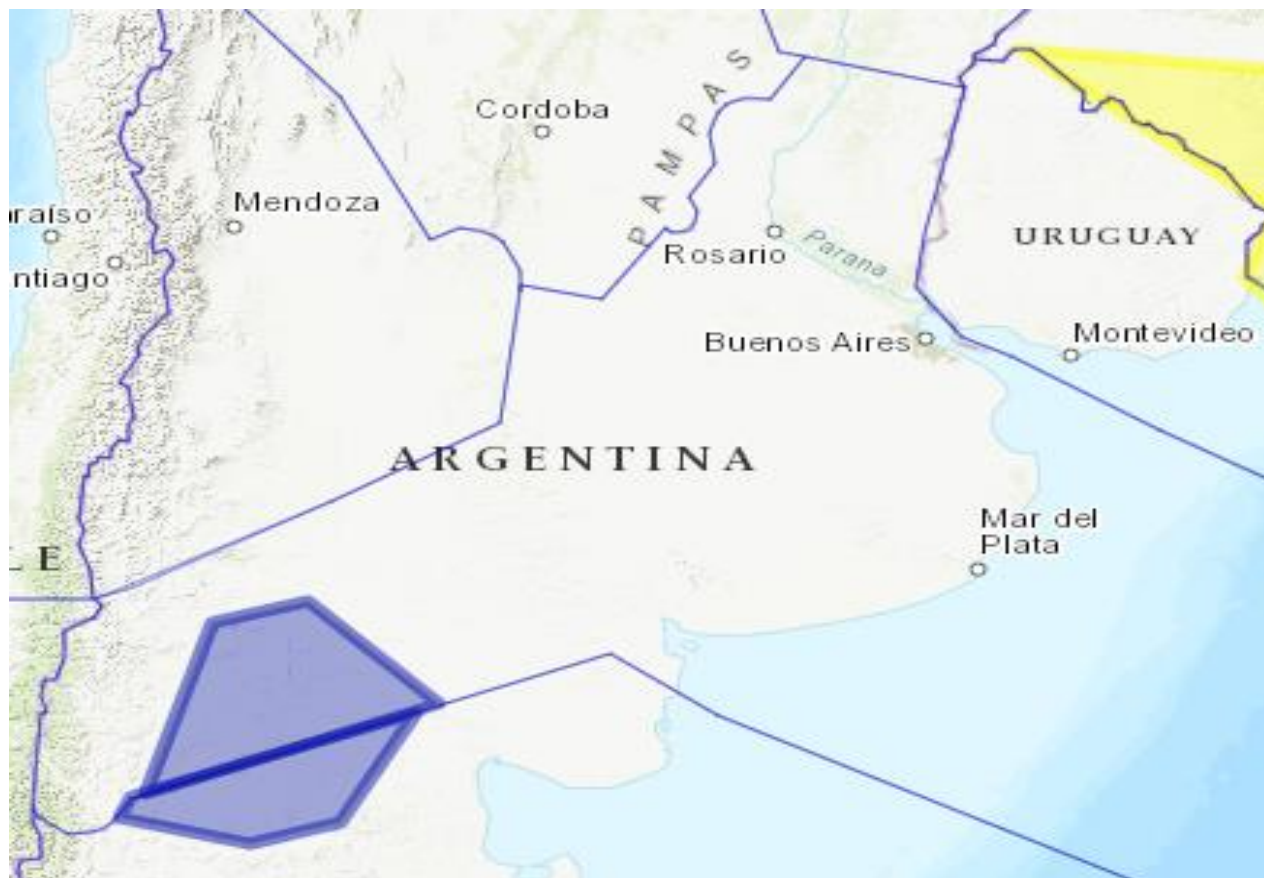 Cordoba
PAMPAS
Mendoza
raíso
ntiago
Rosario
Parana
URUGUAY
Buenos Aires
Montevideo
ARGENTINA
Mar del
Plata
LE